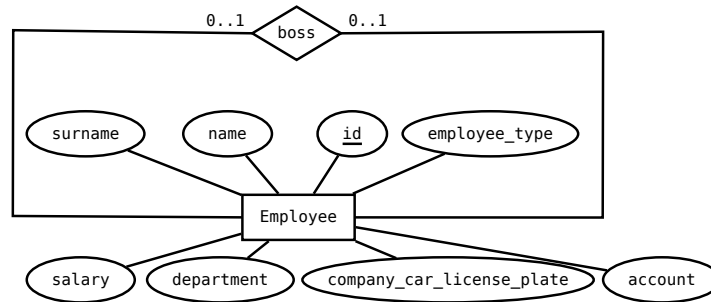 0..1 0..1
boss
surname name id employee_type
Employee
salary department company_car_license_plate account